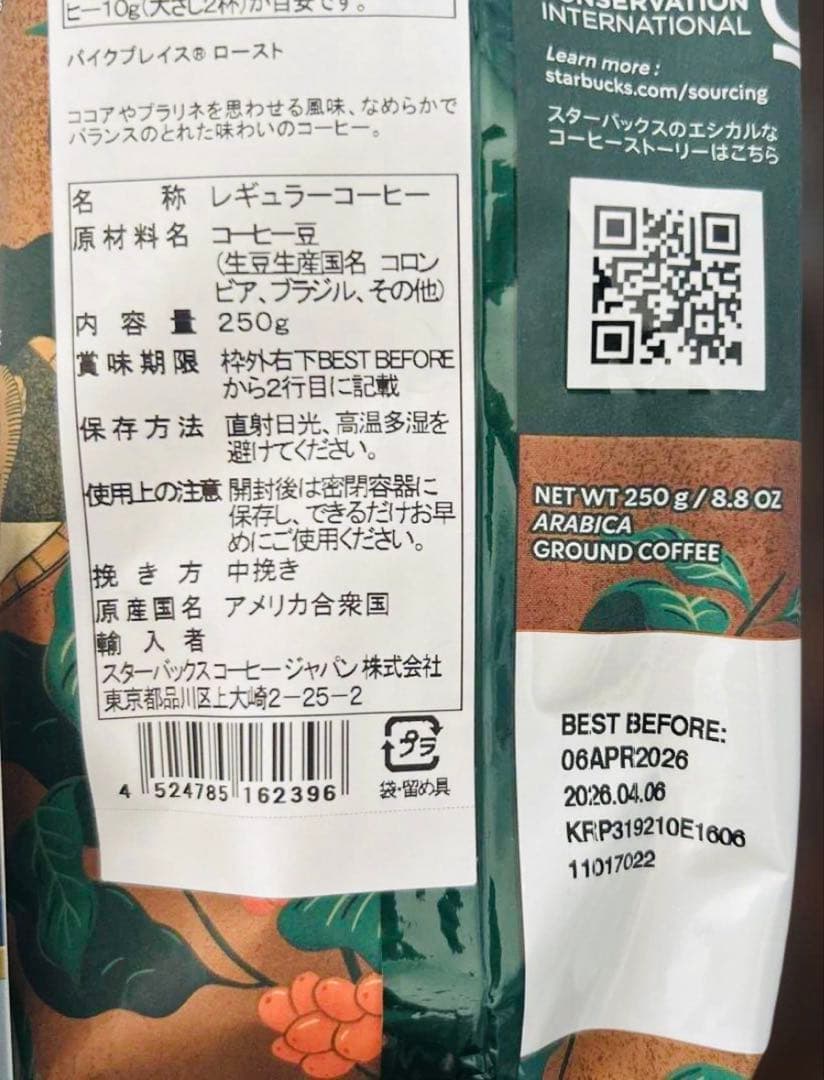 ヒー10g(大さじ2杯)が目安です。
パイクプレイス® ロースト
ココアやプラリネを思わせる風味、なめらかで
バランスのとれた味わいのコーヒー。
名称 レギュラーコーヒー
原材料名 コーヒー豆
(生豆生産国名 コロン
ビア、ブラジル、その他)
内容量 250g
賞味期限 枠外右下BEST BEFORE
から2行目に記載
保存方法 直射日光、高温多湿を
避けてください。
使用上の注意 開封後は密閉容器に
保存し、できるだけお早
めにご使用ください。
挽き方 中挽き
原産国名 アメリカ合衆国
輸入者
スターバックスコーヒージャパン株式会社
東京都品川区上大崎2-25-2
4 524785 162396
プラ
袋・留め具
CONSERVATION
INTERNATIONAL
Learn more:
starbucks.com/sourcing
スターバックスのエシカルな
コーヒーストーリーはこちら
NET WT 250 g / 8.8 OZ
ARABICA
GROUND COFFEE
BEST BEFORE:
06APR2026
2026.04.06
KRP319210E1606
11017022